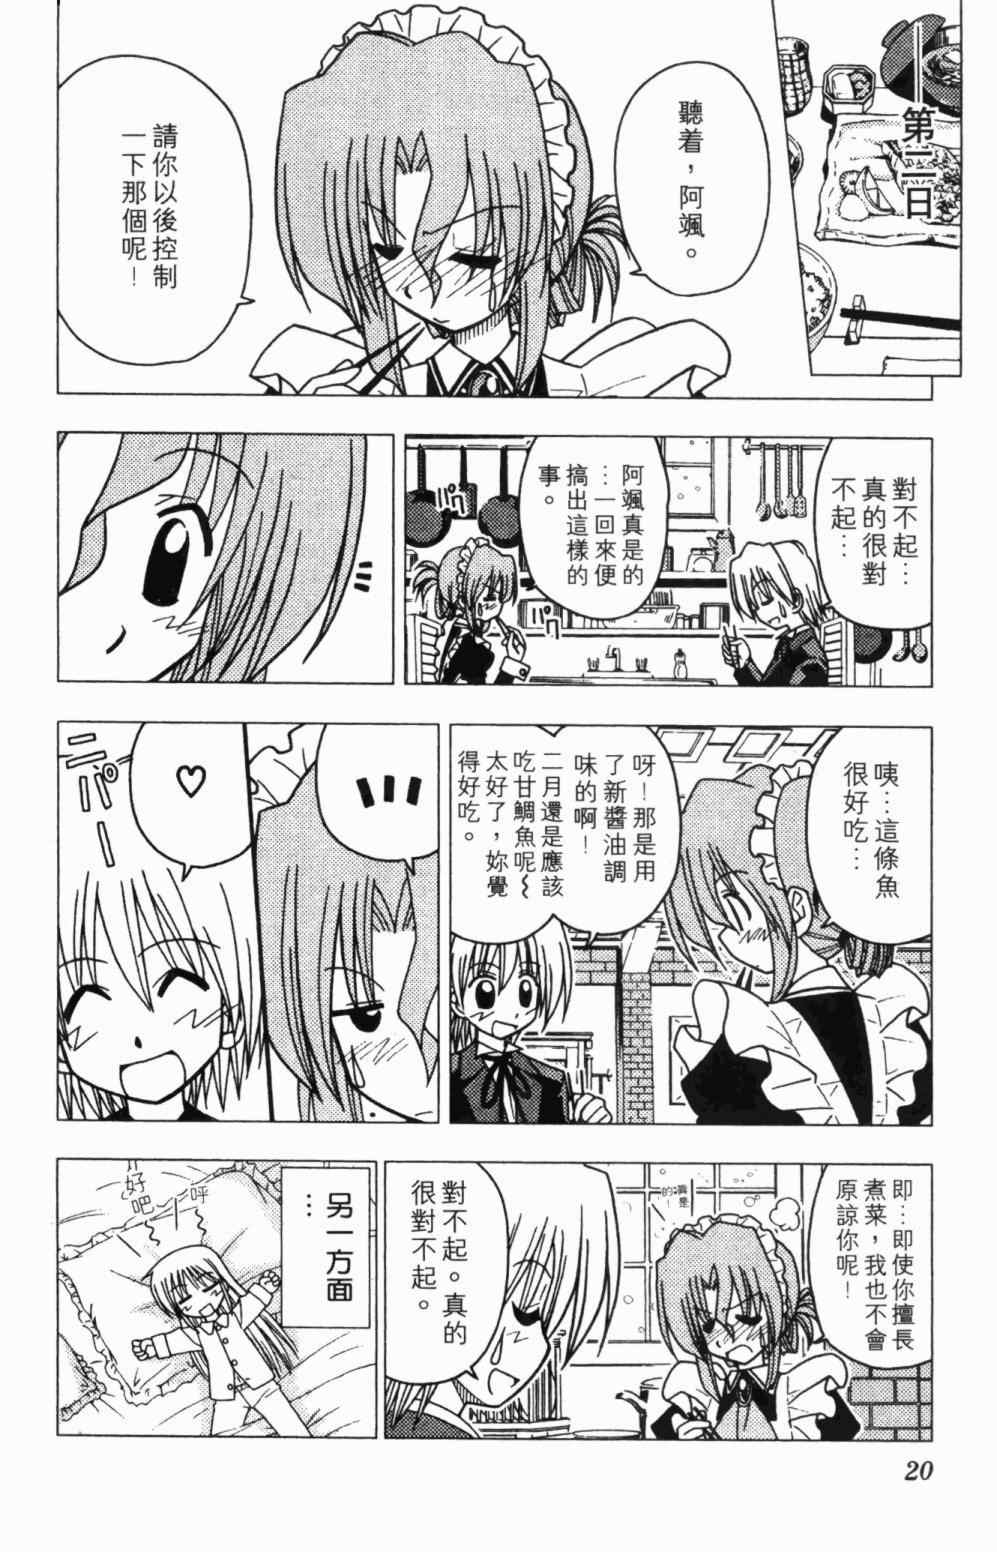 第二日
聽着，阿颯。
請你以後控制
一下那個呢！
對不起…
真的很對
不起…
阿颯真是的
…一回來便
搞出這樣的
事。
パク
パク
咦…這條魚
很好吃…
呀！那是用
了新醬油調
味的啊！
二月還是應該
吃甘鯛魚呢～
太好了，妳覺
得好吃。
♡
ニパー
即…即使你擅長
煮菜，我也不會
原諒你呢！
真是
的！
對不起。真的
很對不起。
另一方面
…
呼
好吧
20